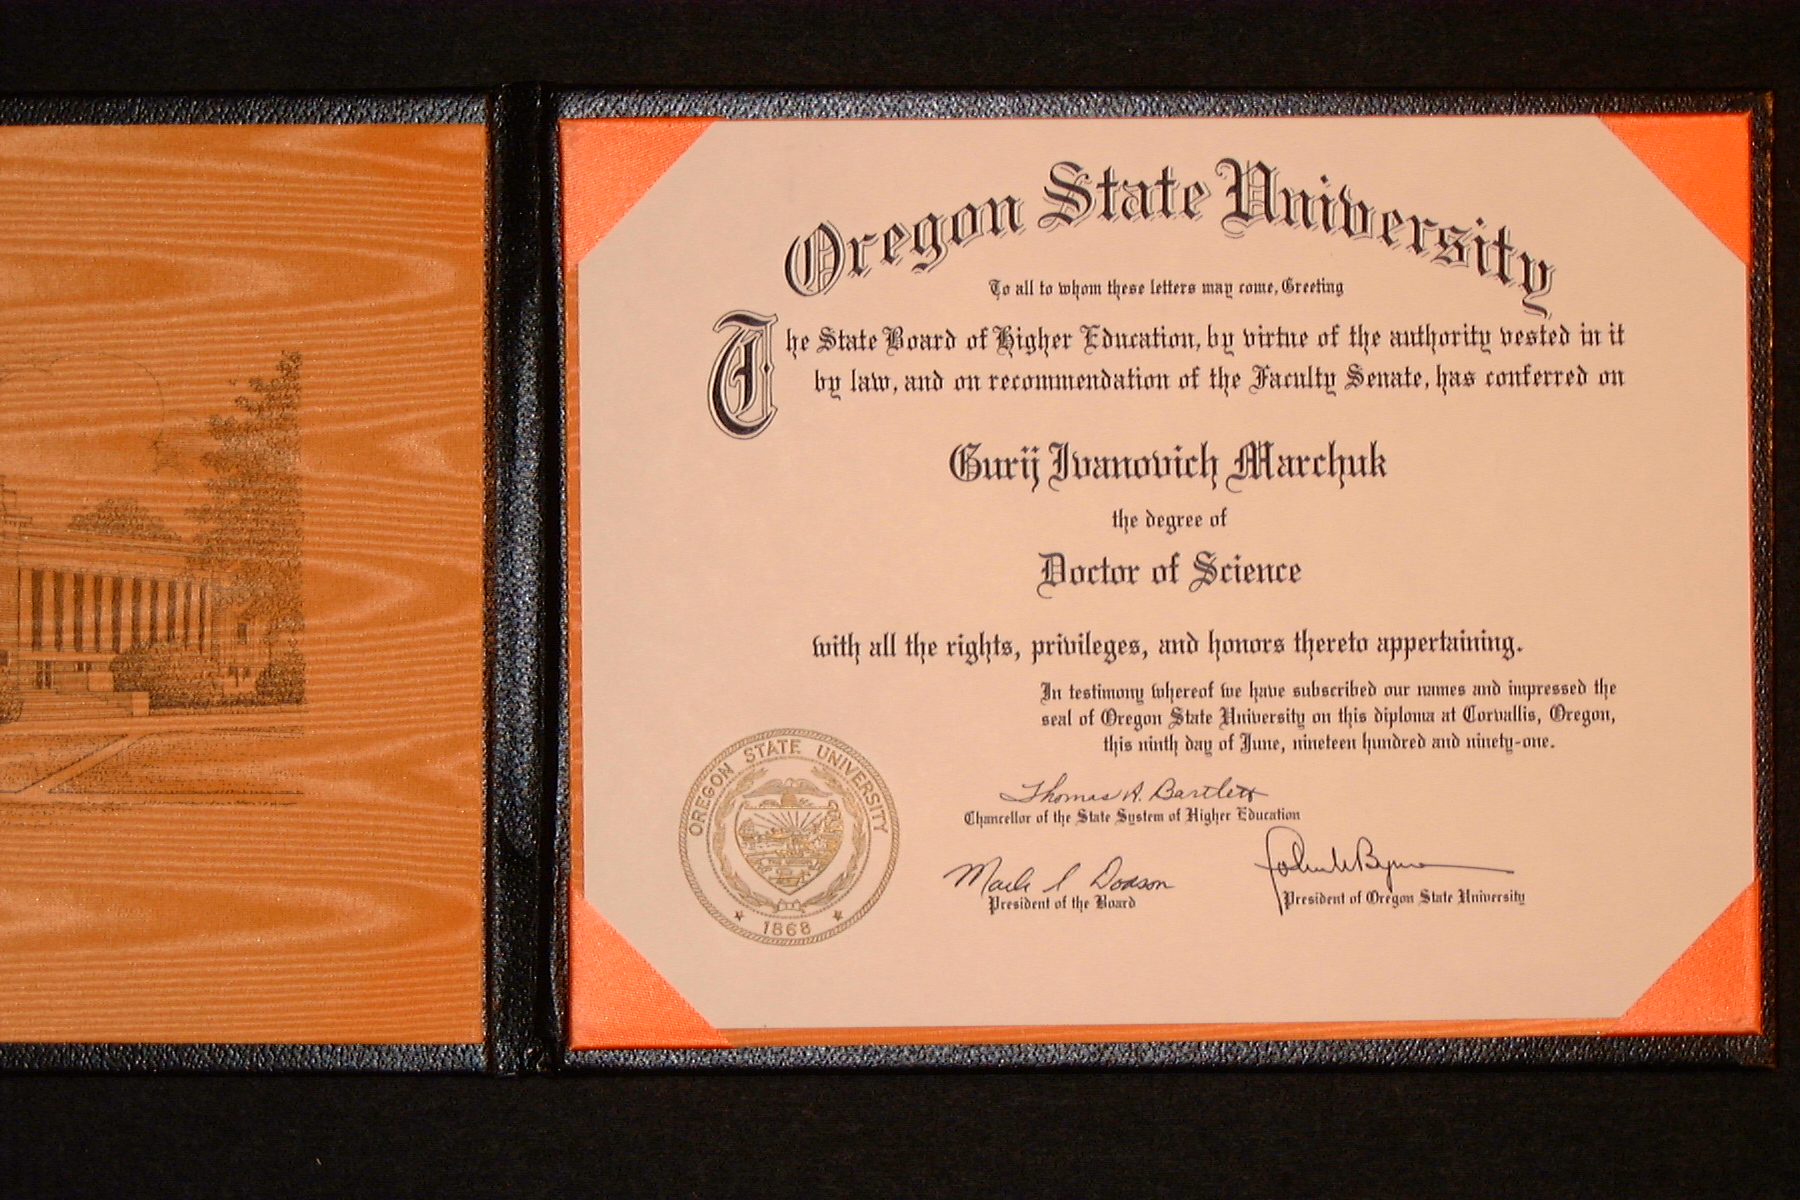 Oregon State University
To all to whom these letters may come, Greeting
The State Board of Higher Education, by virtue of the authority vested in it
by law, and on recommendation of the Faculty Senate, has conferred on
Gurij Ivanovich Marchuk
the degree of
Doctor of Science
with all the rights, privileges, and honors thereto appertaining.
In testimony whereof we have subscribed our names and impressed the
seal of Oregon State University on this diploma at Corvallis, Oregon,
this ninth day of June, nineteen hundred and ninety-one.
OREGON STATE UNIVERSITY
1868
Thomas A. Bartlett
Chancellor of the State System of Higher Education
Mark S Dodson
President of the Board
John V Byrne
President of Oregon State University